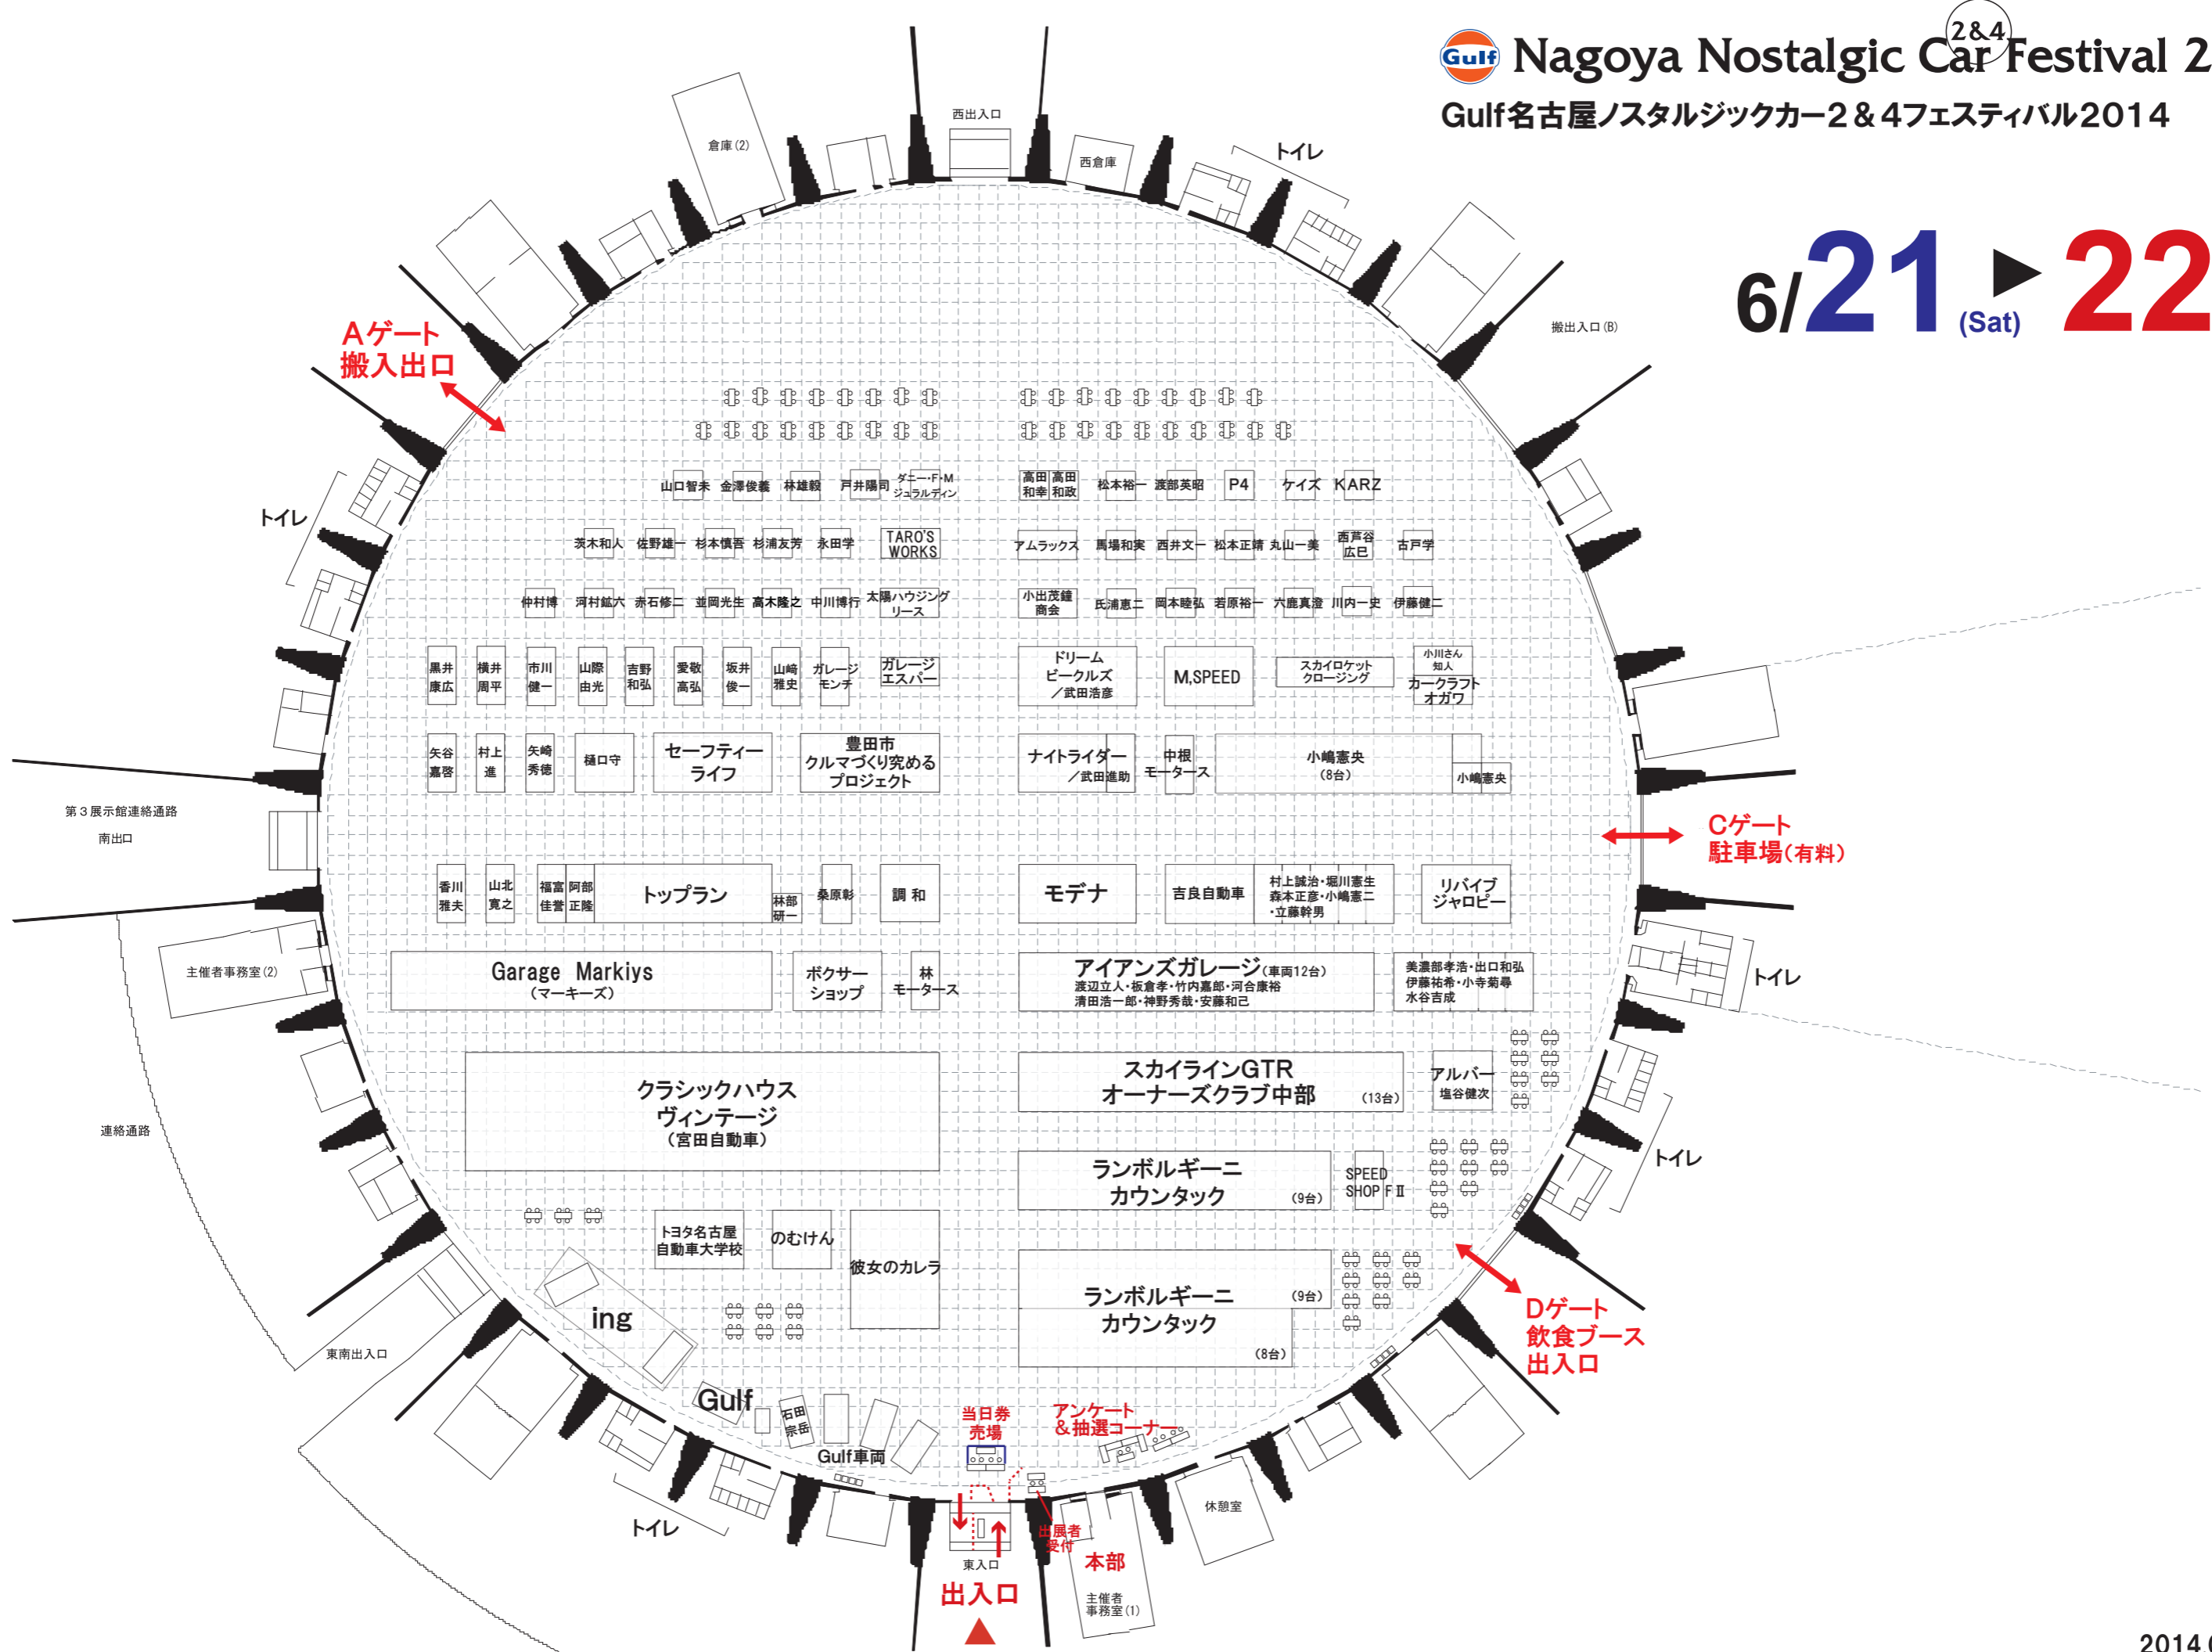 2&4
Gulf Nagoya Nostalgic Car Festival 2
Gulf名古屋ノスタルジックカー2&4フェスティバル2014
6/21(Sat)▶22
西出入口
倉庫(2)
西倉庫
トイレ
搬出入口(B)
Aゲート
搬入出口
トイレ
山口智未 金澤俊義 林雄毅 戸井陽司 ダニー・F・M
ジュラルディン
高田
和幸
高田
和政
松本裕一 渡部英昭 P4 ケイズ KARZ
茨木和人 佐野雄一 杉本慎吾 杉浦友芳 永田学 TARO'S
WORKS
アムラックス 馬場和実 西井文一 松本正靖 丸山一美 西芦谷
広巳
古戸学
仲村博 河村鉱六 赤石修二 並岡光生 高木隆之 中川博行 太陽ハウジング
リース
小出茂鐘
商会
氏浦恵二 岡本睦弘 若原裕一 六鹿真澄 川内一史 伊藤健二
黒井
康広
横井
周平
市川
健一
山際
由光
吉野
和弘
愛敬
高弘
坂井
俊一
山﨑
雅史
ガレージ
モンチ
ガレージ
エスパー
ドリーム
ビークルズ
/武田浩彦
M,SPEED
スカイロケット
クロージング
小川さん
知人
カークラフト
オガワ
矢谷
嘉啓
村上
進
矢崎
秀徳
樋口守
セーフティー
ライフ
豊田市
クルマづくり究める
プロジェクト
ナイトライダー
/武田進助
中根
モータース
小嶋憲央
(8台)
小嶋憲央
第3展示館連絡通路
南出口
Cゲート
駐車場(有料)
香川
雅夫
山北
寛之
福富
佳誉
阿部
正隆
トップラン
林部
研一
桑原彰
調和
モデナ
吉良自動車
村上誠治・堀川憲生
森本正彦・小嶋憲二
・立藤幹男
リバイブ
ジャロピー
主催者事務室(2)
Garage Markiys
(マーキーズ)
ボクサー
ショップ
林
モータース
アイアンズガレージ(車両12台)
渡辺立人・板倉孝・竹内嘉郎・河合康裕
清田浩一郎・神野秀哉・安藤和己
美濃部孝浩・出口和弘
伊藤祐希・小寺菊尋
水谷吉成
トイレ
クラシックハウス
ヴィンテージ
(宮田自動車)
スカイラインGTR
オーナーズクラブ中部
(13台)
アルバー
塩谷健次
連絡通路
トイレ
ランボルギーニ
カウンタック
(9台)
SPEED
SHOP FⅡ
トヨタ名古屋
自動車大学校
のむけん
彼女のカレラ
ランボルギーニ
カウンタック
(9台)
(8台)
Dゲート
飲食ブース
出入口
ing
東南出入口
Gulf
石田
宗岳
Gulf車両
当日券
売場
アンケート
&抽選コーナー
トイレ
休憩室
出展者
受付
本部
東入口
出入口
主催者
事務室(1)
2014